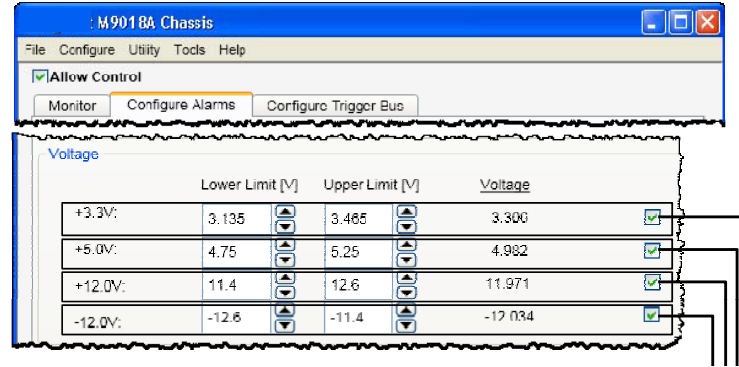 : M9018A Chassis
File Configure Utility Tools Help
Allow Control
Monitor Configure Alarms Configure Trigger Bus
Voltage
Lower Limit [V] Upper Limit [V] Voltage
+3.3V: 3.135 3.465 3.306
+5.0V: 4.75 5.25 4.982
+12.0V: 11.4 12.6 11.971
-12.0V: -12.6 -11.4 -12.034